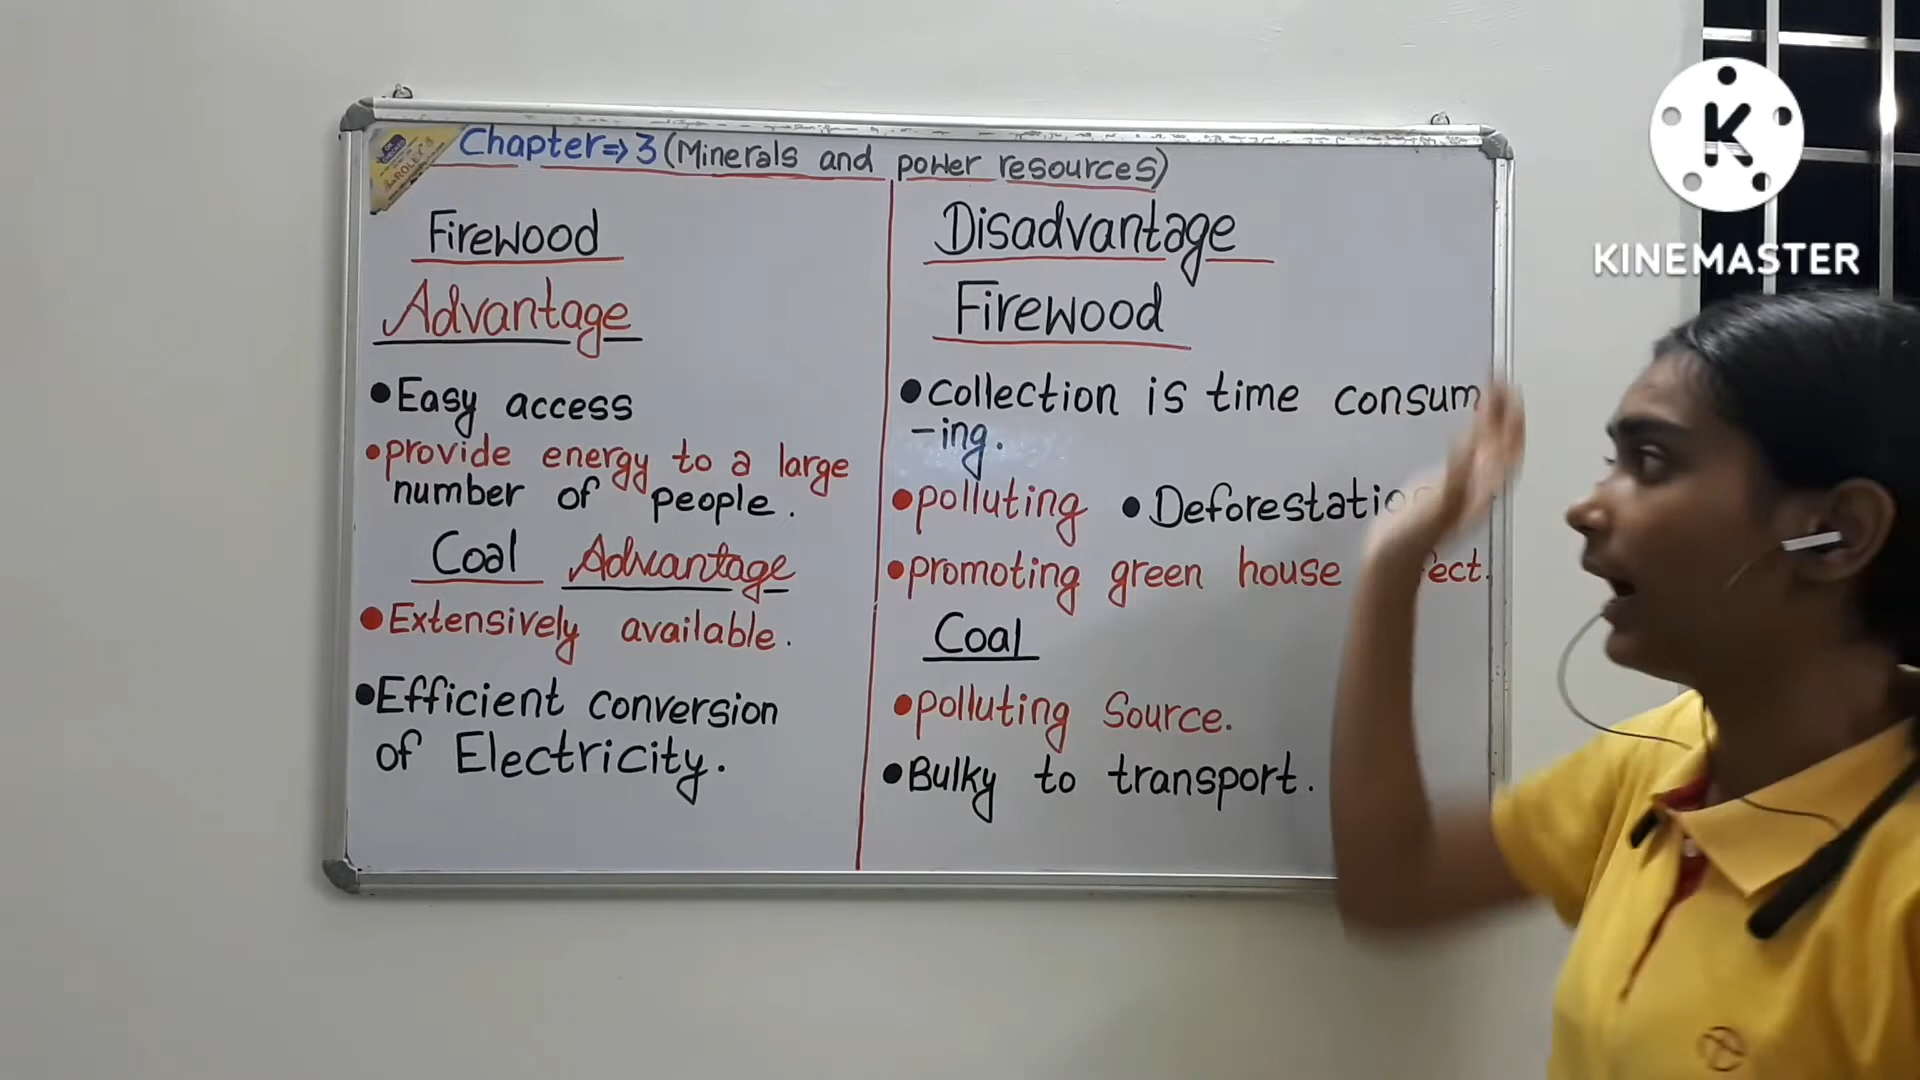 Chapter⇒3 (Minerals and power resources)
Firewood
Advantage
•Easy access
•provide energy to a large
number of people.
Coal Advantage
•Extensively available.
•Efficient conversion
of Electricity.
Disadvantage
Firewood
•collection is time consum
-ing.
•polluting •Deforestatio
•promoting green house fect.
Coal
•polluting Source.
•Bulky to transport.
K
KINEMASTER